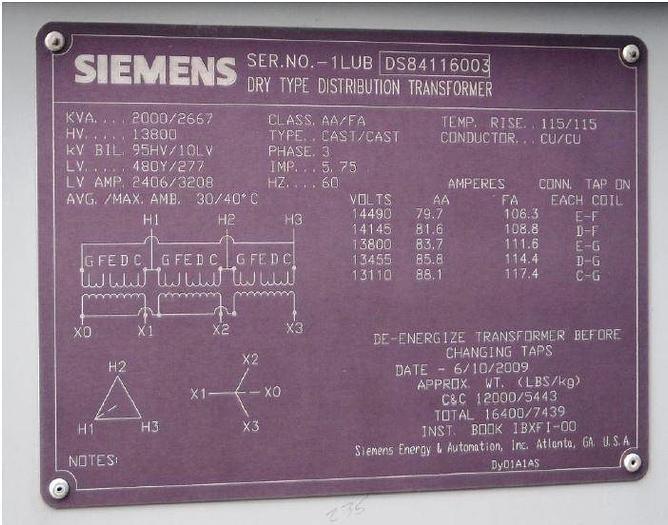 SIEMENS SER.NO.-1LUB DS84116003
DRY TYPE DISTRIBUTION TRANSFORMER
KVA.... 2000/2667 CLASS. AA/FA TEMP. RISE.. 115/115
HV..... 13800 TYPE.. CAST/CAST CONDUCTOR... CU/CU
kV BIL. 95HV/10LV PHASE. 3
LV..... 480Y/277 IMP... 5.75
LV AMP. 2406/3208 HZ.... 60
AVG. /MAX. AMB. 30/40°C
AMPERES CONN. TAP ON
VOLTS AA FA EACH COIL
14490 79.7 106.3 E-F
14145 81.6 108.8 D-F
13800 83.7 111.6 E-G
13455 85.8 114.4 D-G
13110 88.1 117.4 C-G
H1 H2 H3
G F E D C G F E D C G F E D C
X0 X1 X2 X3
H2
H1 H3
X2
X1 X0
X3
DE-ENERGIZE TRANSFORMER BEFORE
CHANGING TAPS
DATE - 6/10/2009
APPROX. WT. (LBS/kg)
C&C 12000/5443
TOTAL 16400/7439
INST. BOOK IBXFI-00
Siemens Energy & Automation, Inc. Atlanta, GA. U.S.A
Dy01A1AS
NOTES: